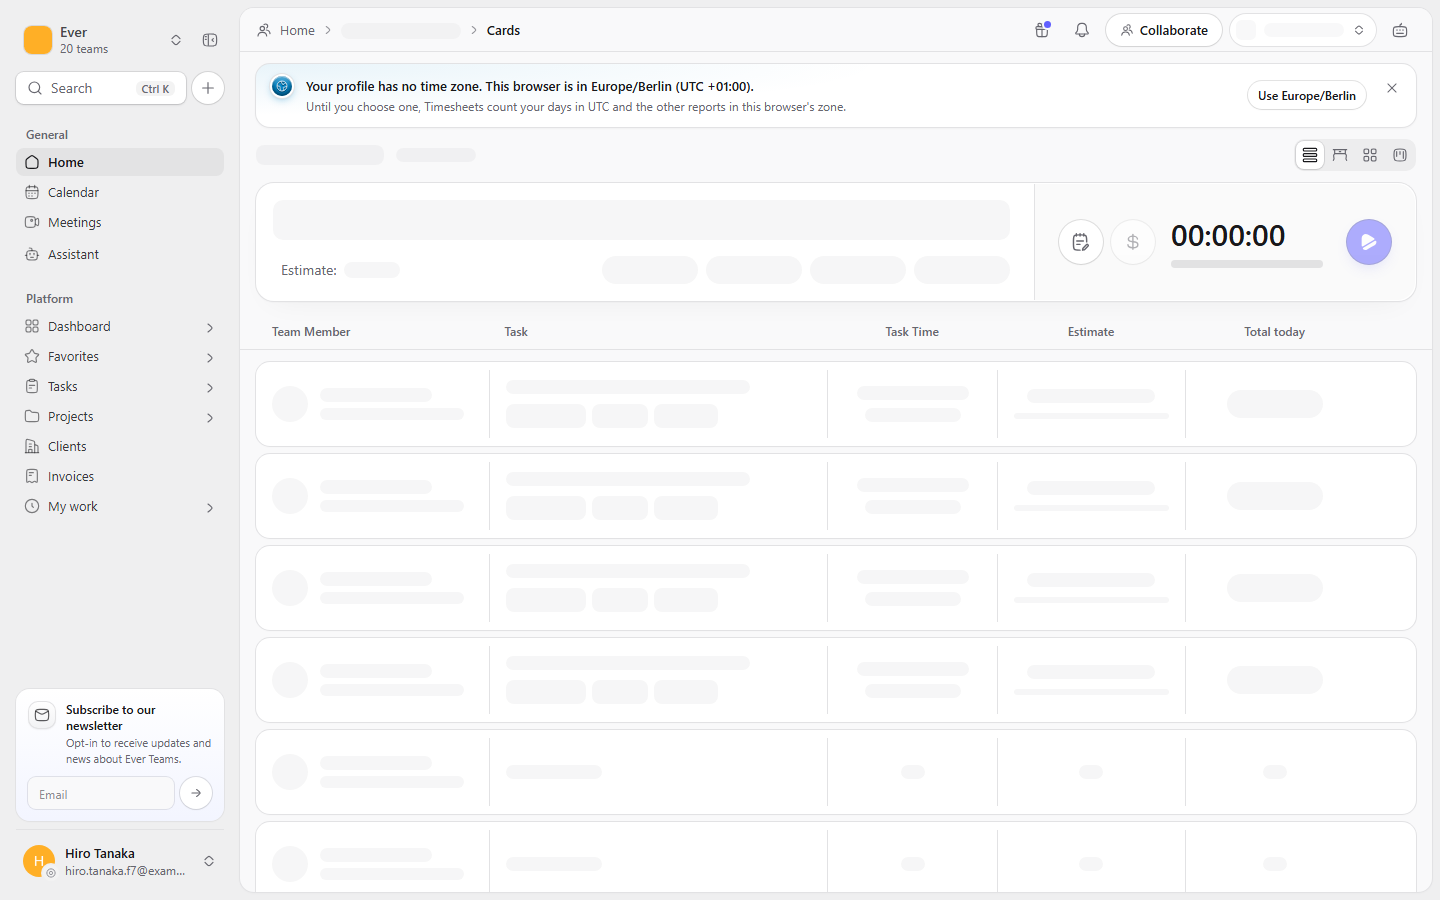 Ever
20 teams
Search
Ctrl K
General
Home
Calendar
Meetings
Assistant
Platform
Dashboard
Favorites
Tasks
Projects
Clients
Invoices
My work
Subscribe to our
newsletter
Opt-in to receive updates and
news about Ever Teams.
Email
H
Hiro Tanaka
hiro.tanaka.f7@exam...
Home
Cards
Collaborate
Your profile has no time zone. This browser is in Europe/Berlin (UTC +01:00).
Until you choose one, Timesheets count your days in UTC and the other reports in this browser's zone.
Use Europe/Berlin
Estimate:
00:00:00
Team Member
Task
Task Time
Estimate
Total today